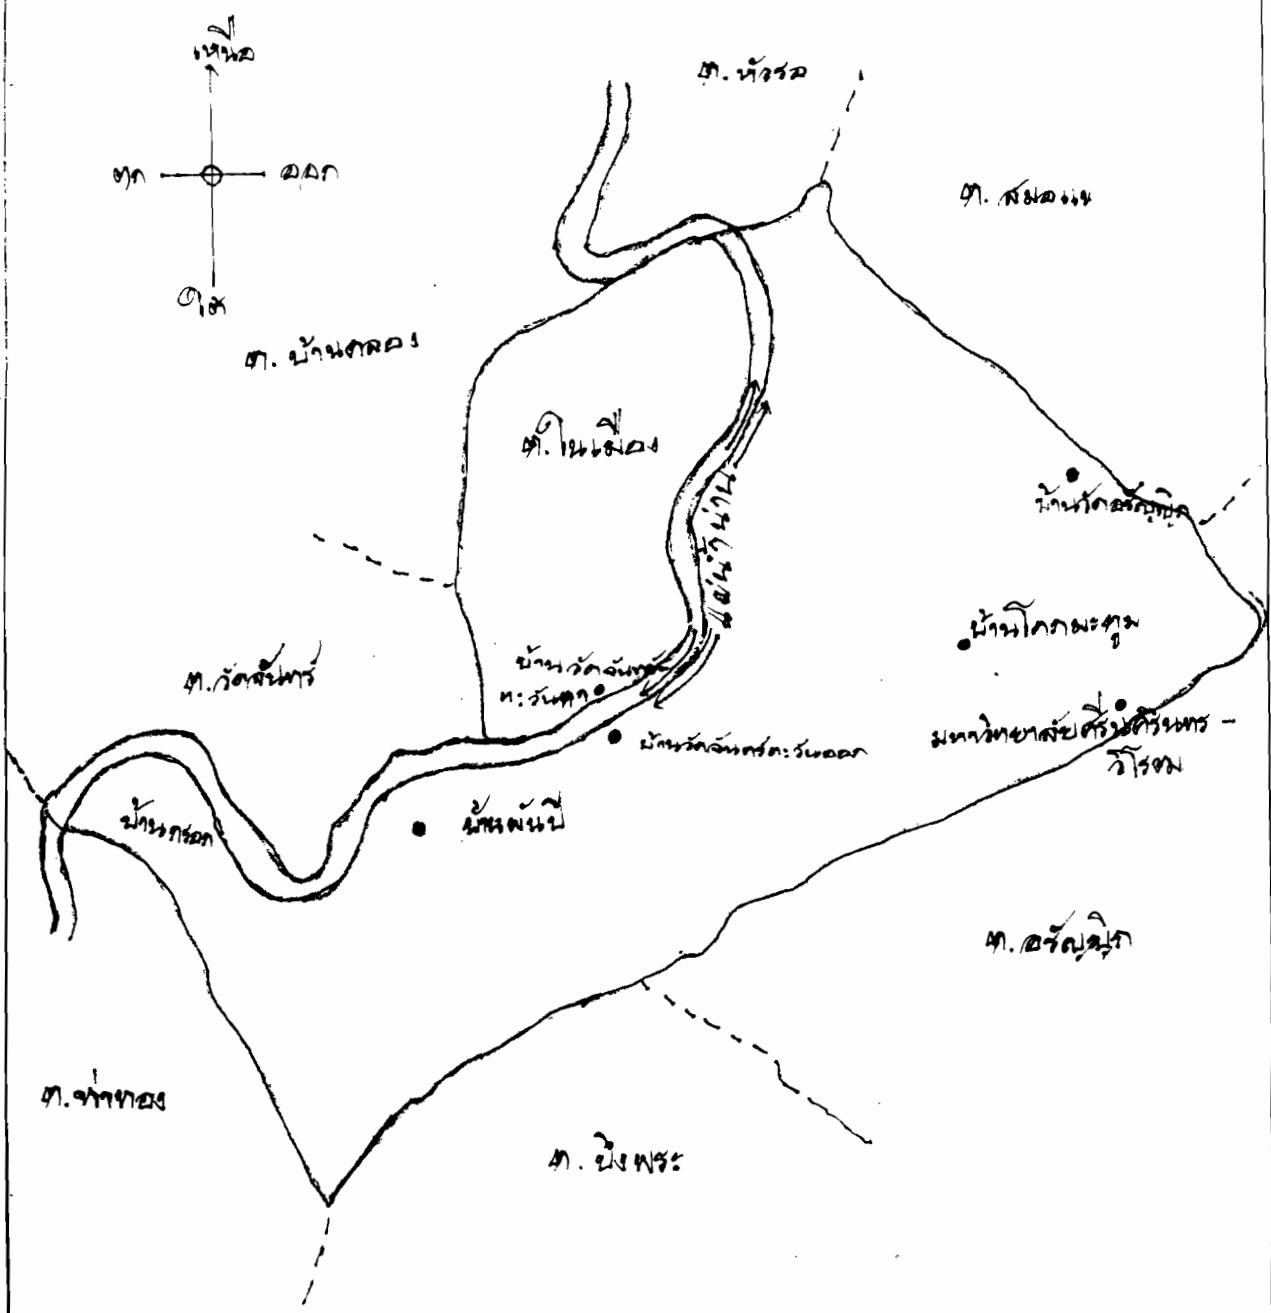 เหนือ
ต.หัวรอ
ตก
ออก
ต.สมอแข
ใต้
ต.บ้านคลอง
ต.ในเมือง
แม่น้ำน่าน
บ้านวัดอรัญญิก
บ้านโคกมะตูม
บ้านวัดจันทร์-
ตะวันตก
ต.วัดจันทร์
มหาวิทยาลัยศรีนครินทร-
วิโรฒ
บ้านวัดจันทร์ตะวันออก
บ้านกรอก
บ้านพันปี
ต.อรัญญิก
ต.ท่าทอง
ต.บึงพระ